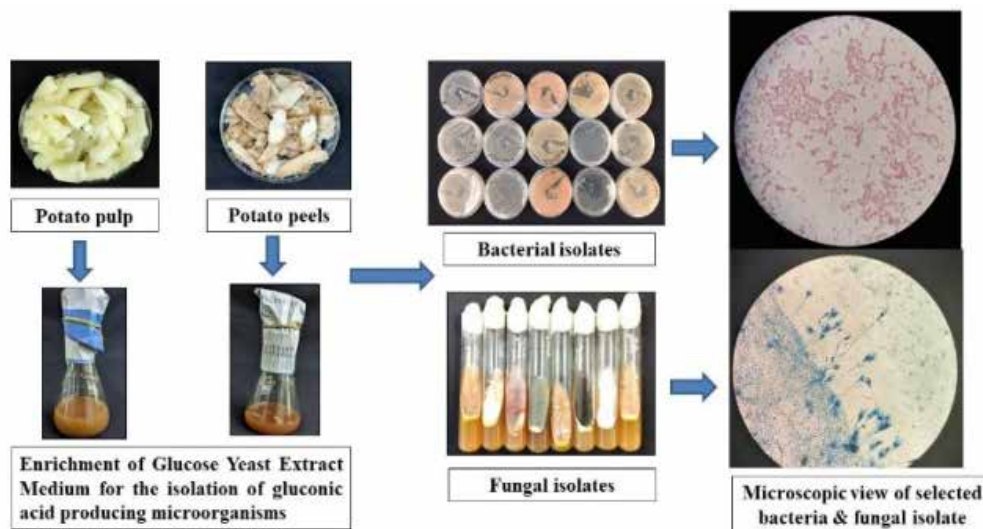 Potato pulp
Potato peels
Bacterial isolates
Enrichment of Glucose Yeast Extract
Medium for the isolation of gluconic
acid producing microorganisms
Fungal isolates
Microscopic view of selected
bacteria & fungal isolate